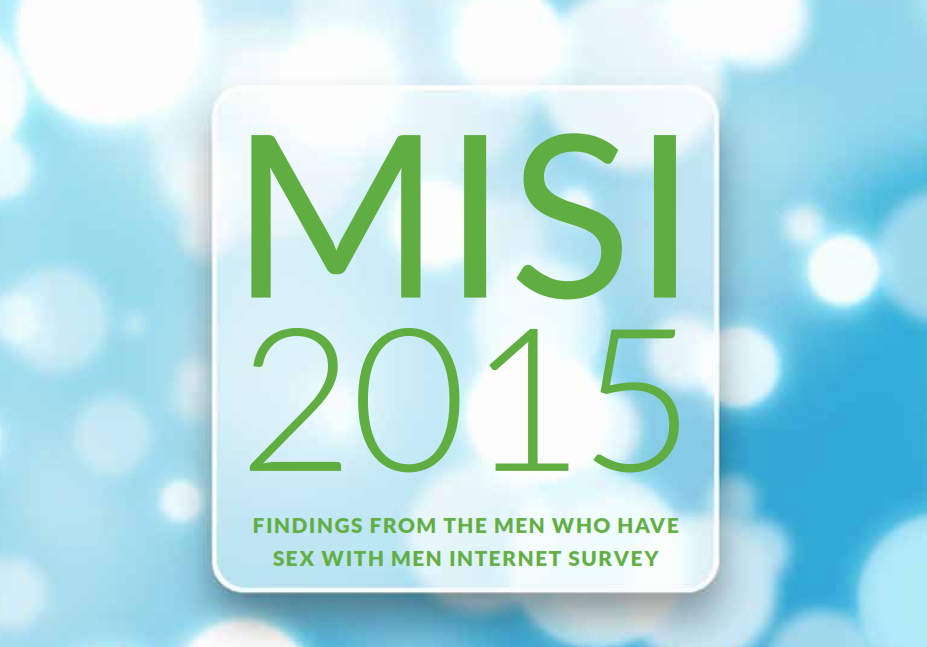 MISI
2015
FINDINGS FROM THE MEN WHO HAVE
SEX WITH MEN INTERNET SURVEY